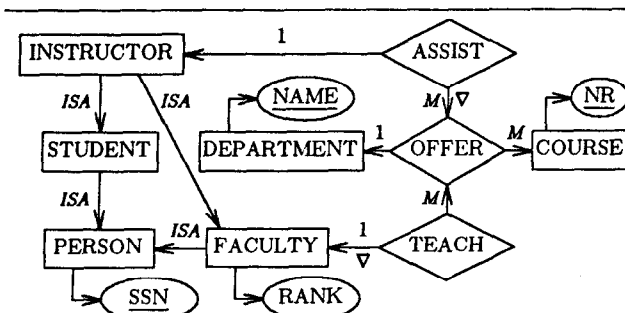 1
INSTRUCTOR ASSIST
ISA ISA NAME M ∇ NR
STUDENT DEPARTMENT 1 OFFER M COURSE
ISA M
ISA 1
PERSON FACULTY ∇ TEACH
SSN RANK